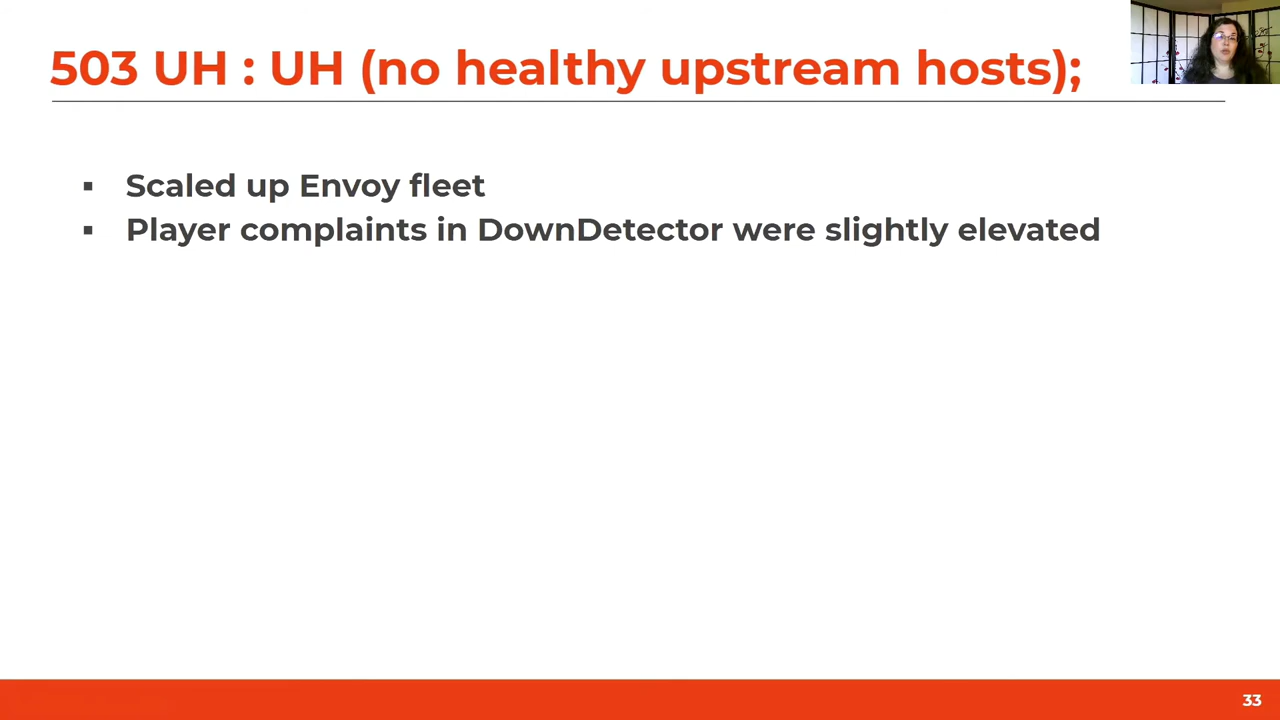 503 UH : UH (no healthy upstream hosts);
▪ Scaled up Envoy fleet
▪ Player complaints in DownDetector were slightly elevated
33